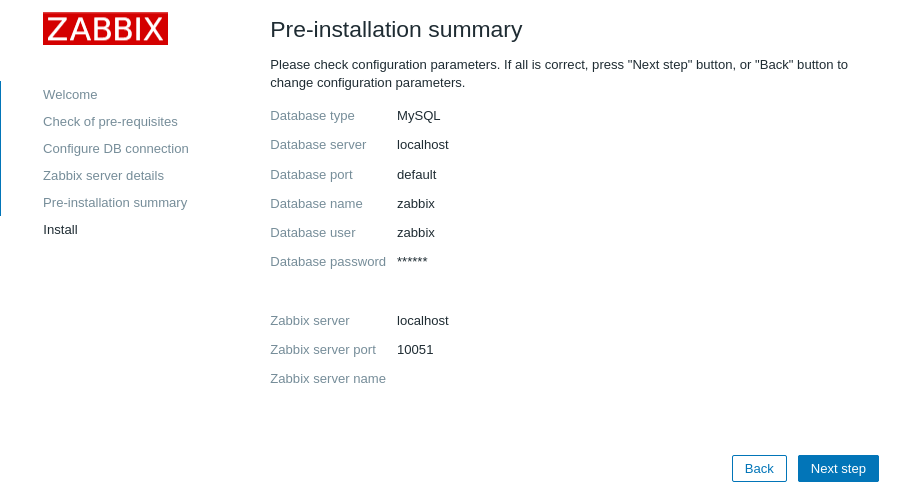 ZABBIX
Welcome
Check of pre-requisites
Configure DB connection
Zabbix server details
Pre-installation summary
Install
Pre-installation summary
Please check configuration parameters. If all is correct, press "Next step" button, or "Back" button to
change configuration parameters.
Database type MySQL
Database server localhost
Database port default
Database name zabbix
Database user zabbix
Database password ******
Zabbix server localhost
Zabbix server port 10051
Zabbix server name
Back Next step